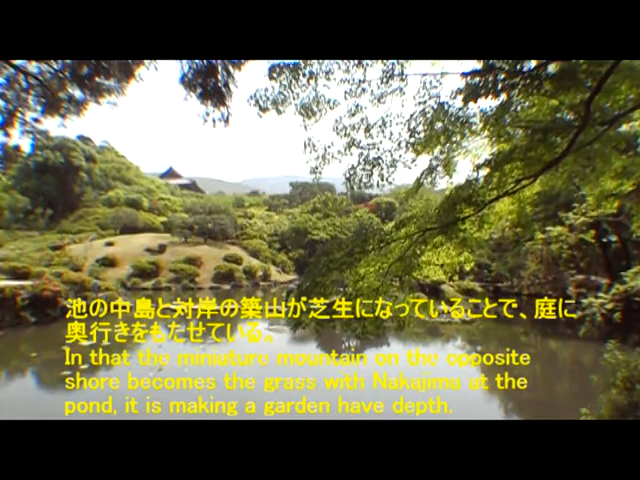 池の中島と対岸の築山が芝生になっていることで、庭に
奥行きをもたせている。
In that the miniature mountain on the opposite
shore becomes the grass with Nakajima at the
pond, it is making a garden have depth.